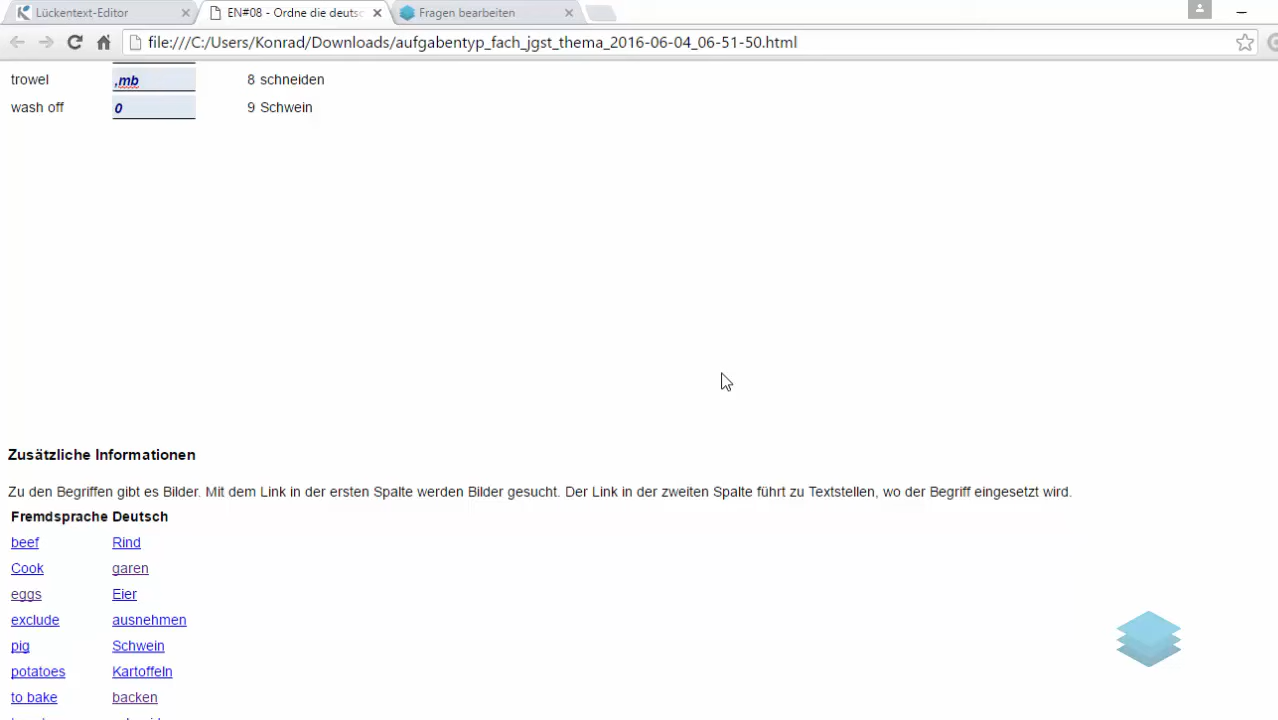 Lückentext-Editor
EN#08 - Ordne die deutsc
Fragen bearbeiten
file:///C:/Users/Konrad/Downloads/aufgabentyp_fach_jgst_thema_2016-06-04_06-51-50.html
trowel ,mb 8 schneiden
wash off 0 9 Schwein
Zusätzliche Informationen
Zu den Begriffen gibt es Bilder. Mit dem Link in der ersten Spalte werden Bilder gesucht. Der Link in der zweiten Spalte führt zu Textstellen, wo der Begriff eingesetzt wird.
Fremdsprache Deutsch
beef Rind
Cook garen
eggs Eier
exclude ausnehmen
pig Schwein
potatoes Kartoffeln
to bake backen